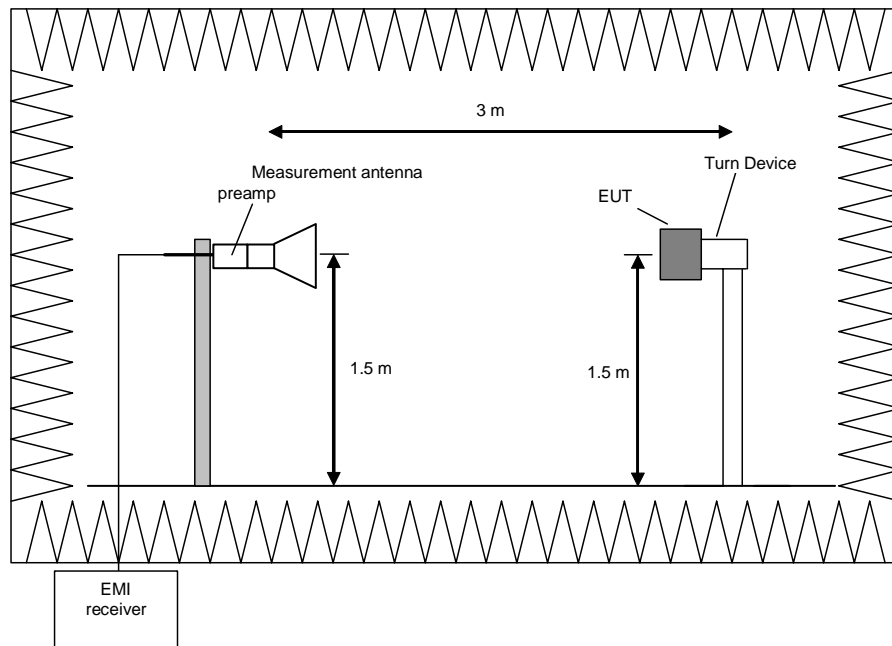 3 m
Measurement antenna
preamp
Turn Device
EUT
1.5 m
1.5 m
EMI
receiver